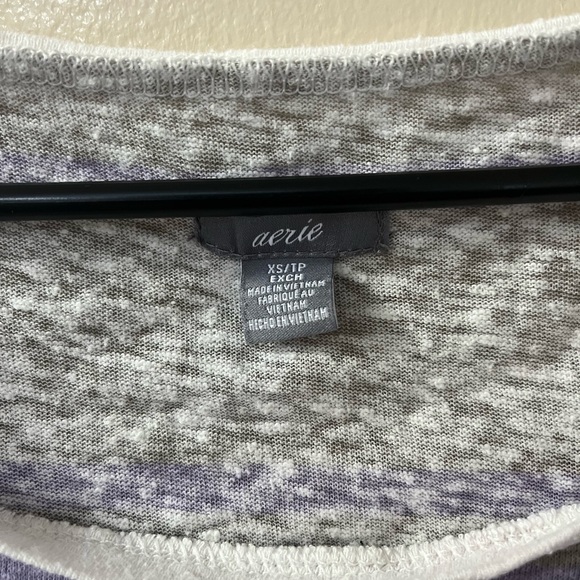 aerie
XS/TP
EXCH
MADE IN VIETNAM
FABRIQUÉ AU
VIETNAM
HECHO EN VIETNAM